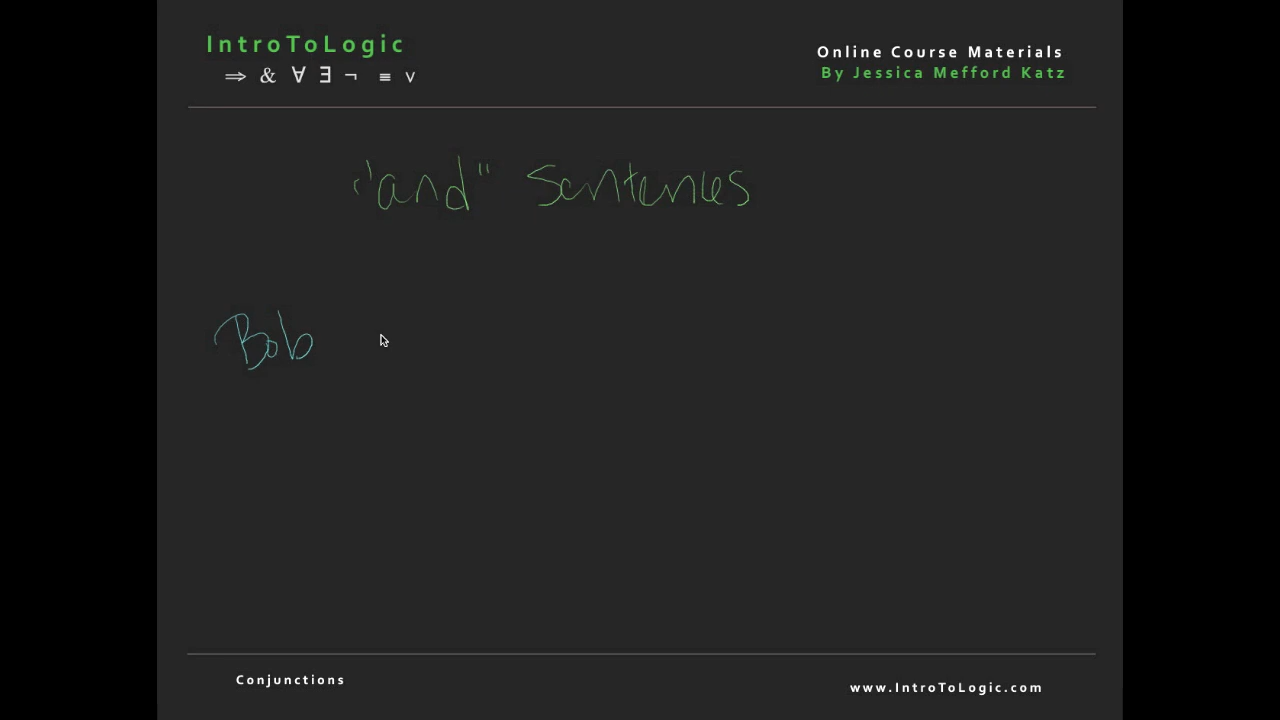 IntroToLogic
⇒ & ∀ ∃ ¬ ≡ ∨
Online Course Materials
By Jessica Mefford Katz
"and" Sentences
Bob
Conjunctions
www.IntroToLogic.com